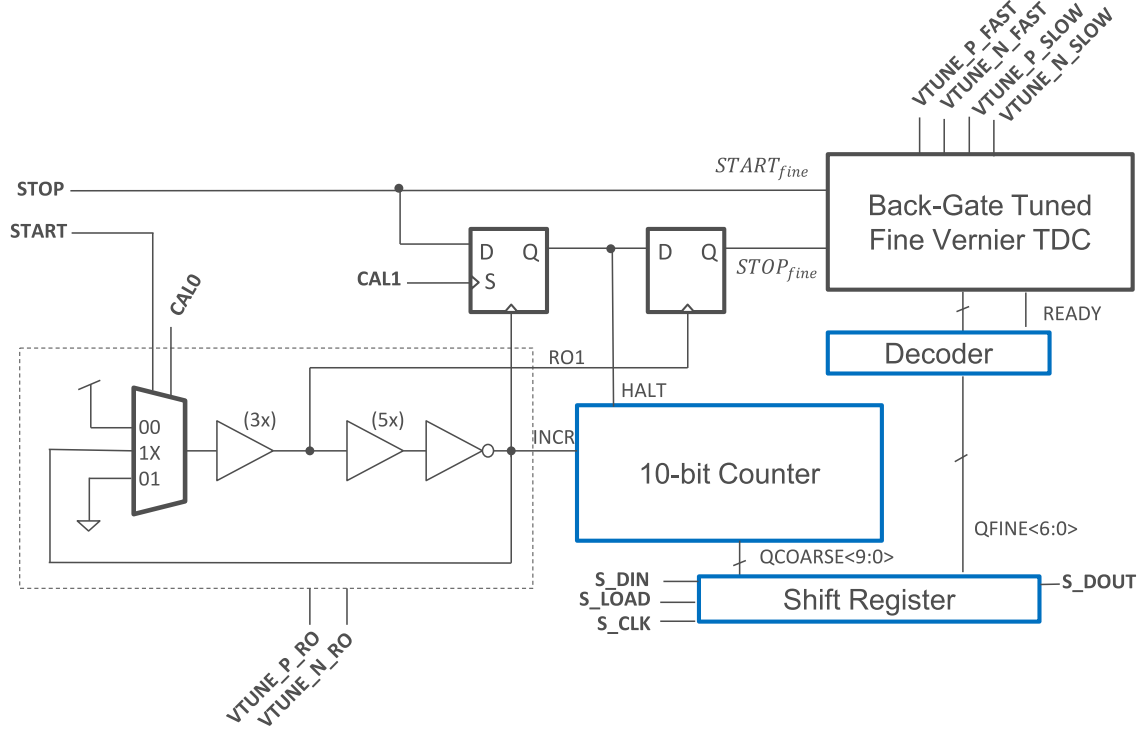 VTUNE_P_FAST
VTUNE_N_FAST
VTUNE_P_SLOW
VTUNE_N_SLOW
STOP
START_fine
START
Back-Gate Tuned
Fine Vernier TDC
D Q
S
D Q
STOP_fine
CAL1
CAL0
READY
Decoder
RO1
HALT
(3x)
(5x)
00
1X
01
INCR
10-bit Counter
QFINE<6:0>
QCOARSE<9:0>
S_DIN
S_LOAD
S_CLK
Shift Register
S_DOUT
VTUNE_P_RO
VTUNE_N_RO